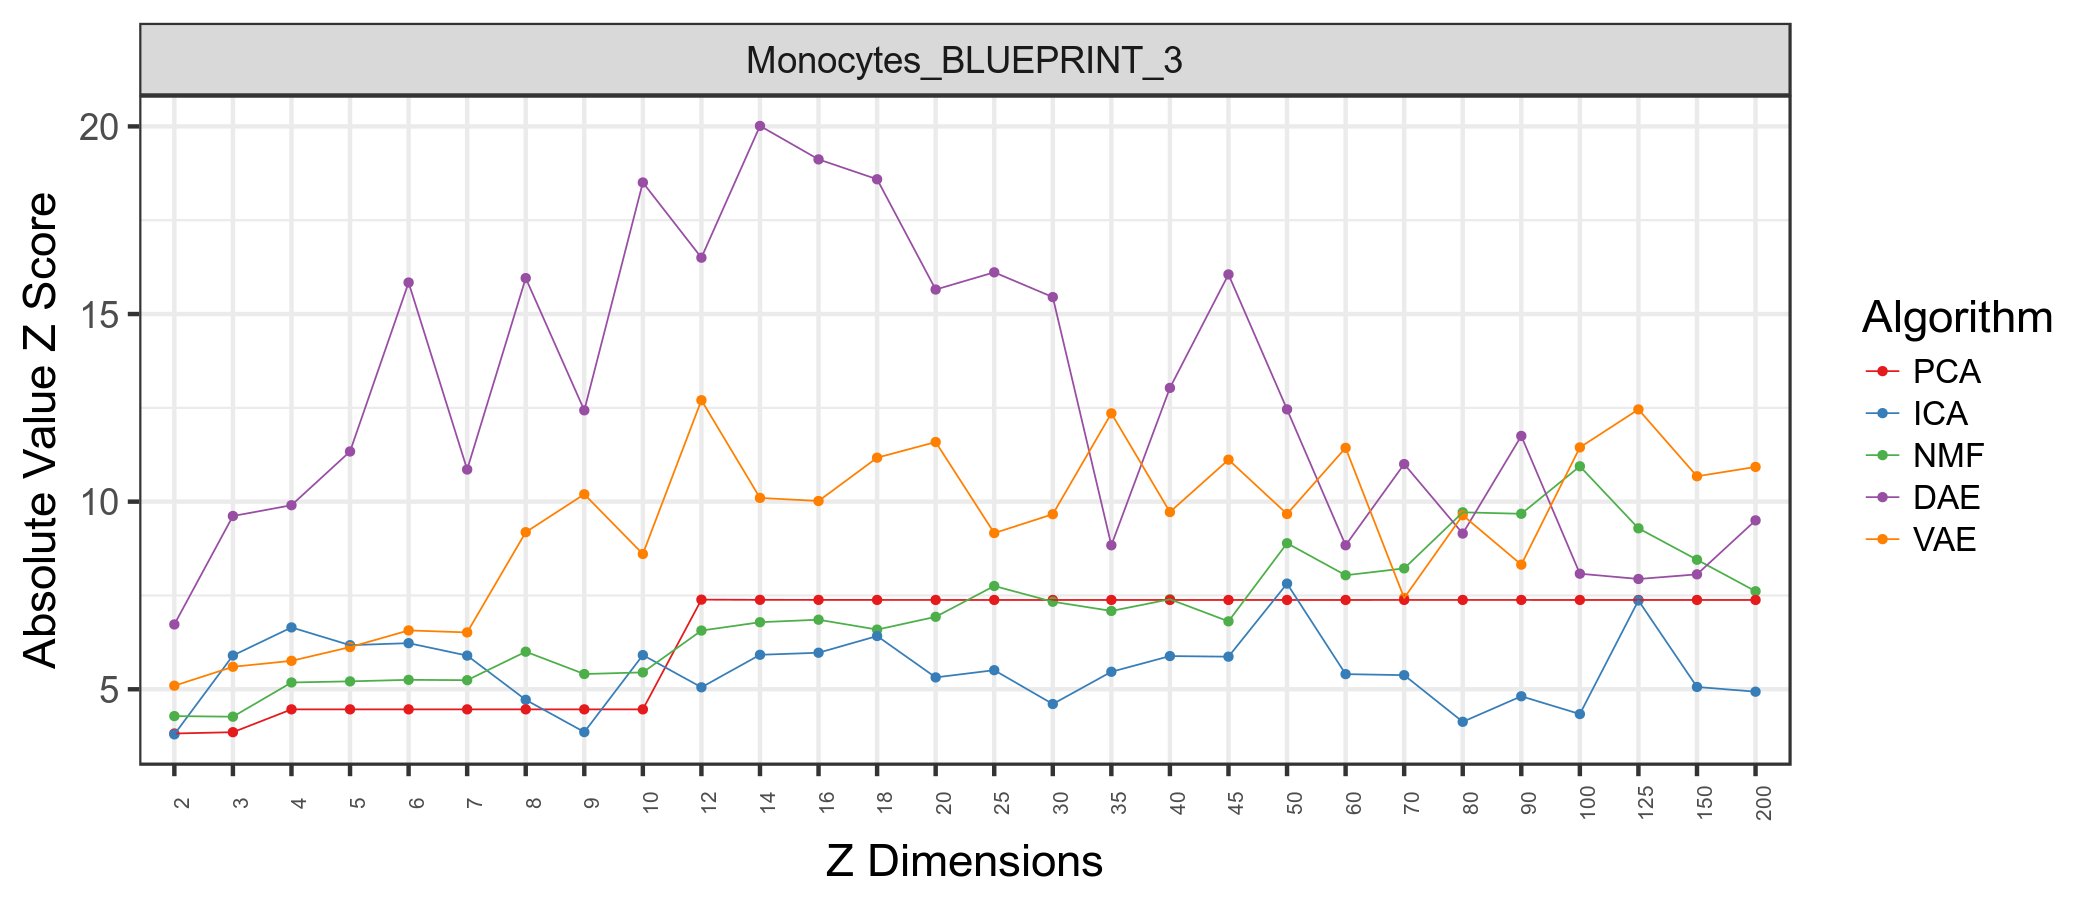 Monocytes_BLUEPRINT_3
Absolute Value Z Score
20
15
10
5
2 3 4 5 6 7 8 9 10 12 14 16 18 20 25 30 35 40 45 50 60 70 80 90 100 125 150 200
Z Dimensions
Algorithm
PCA
ICA
NMF
DAE
VAE